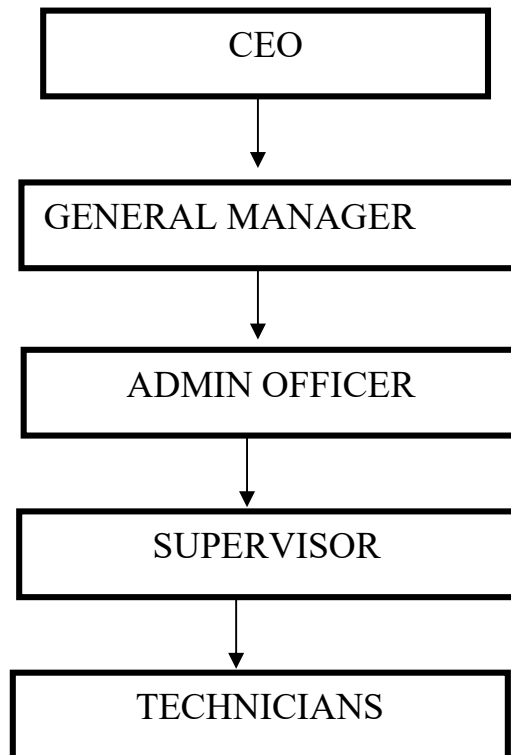 CEO
GENERAL MANAGER
ADMIN OFFICER
SUPERVISOR
TECHNICIANS